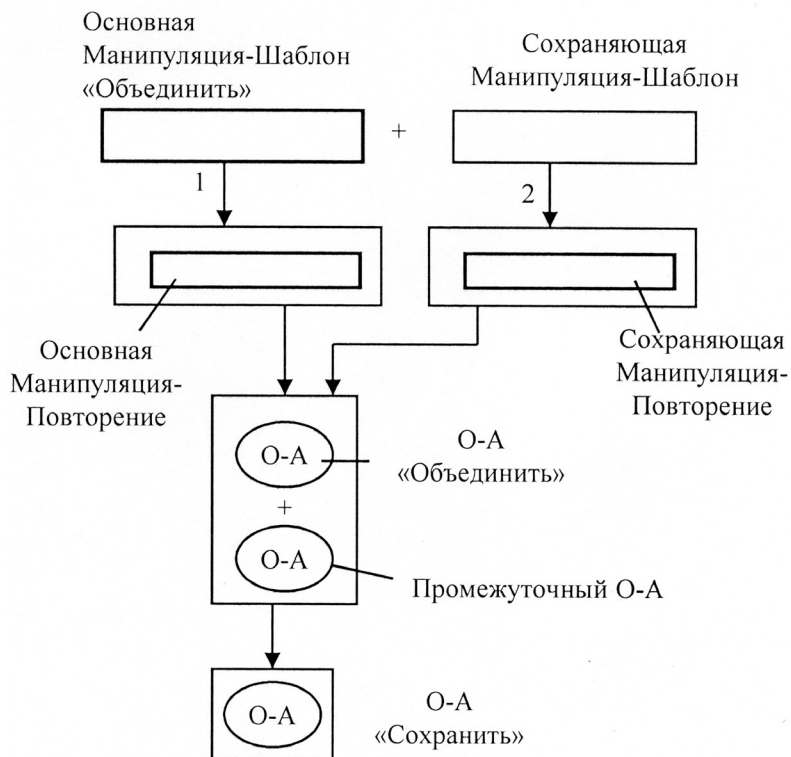 Основная
Манипуляция-Шаблон
«Объединить»
Сохраняющая
Манипуляция-Шаблон
+
1
2
Основная
Манипуляция-
Повторение
Сохраняющая
Манипуляция-
Повторение
О-А
О-А
«Объединить»
+
О-А
Промежуточный О-А
О-А
О-А
«Сохранить»